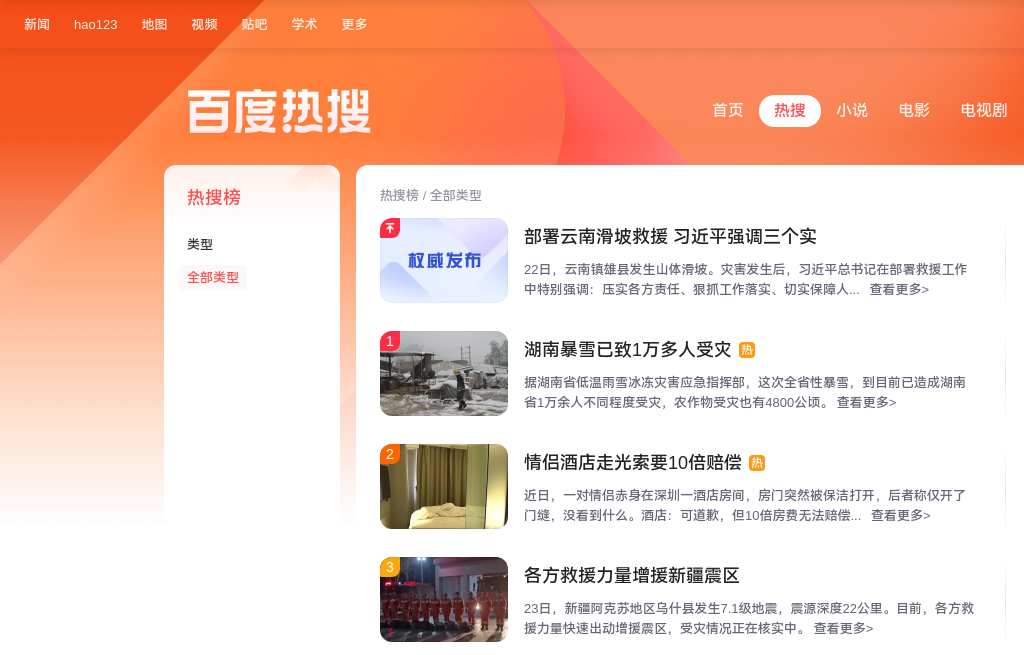 新闻 hao123 地图 视频 贴吧 学术 更多
百度热搜
首页 热搜 小说 电影 电视剧
热搜榜
类型
全部类型
热搜榜 / 全部类型
权威发布
部署云南滑坡救援 习近平强调三个实
22日，云南镇雄县发生山体滑坡。灾害发生后，习近平总书记在部署救援工作
中特别强调：压实各方责任、狠抓工作落实、切实保障人... 查看更多>
1
湖南暴雪已致1万多人受灾 热
据湖南省低温雨雪冰冻灾害应急指挥部，这次全省性暴雪，到目前已造成湖南
省1万余人不同程度受灾，农作物受灾也有4800公顷。 查看更多>
2
情侣酒店走光索要10倍赔偿 热
近日，一对情侣赤身在深圳一酒店房间，房门突然被保洁打开，后者称仅开了
门缝，没看到什么。酒店：可道歉，但10倍房费无法赔偿... 查看更多>
3
各方救援力量增援新疆震区
23日，新疆阿克苏地区乌什县发生7.1级地震，震源深度22公里。目前，各方救
援力量快速出动增援震区，受灾情况正在核实中。 查看更多>